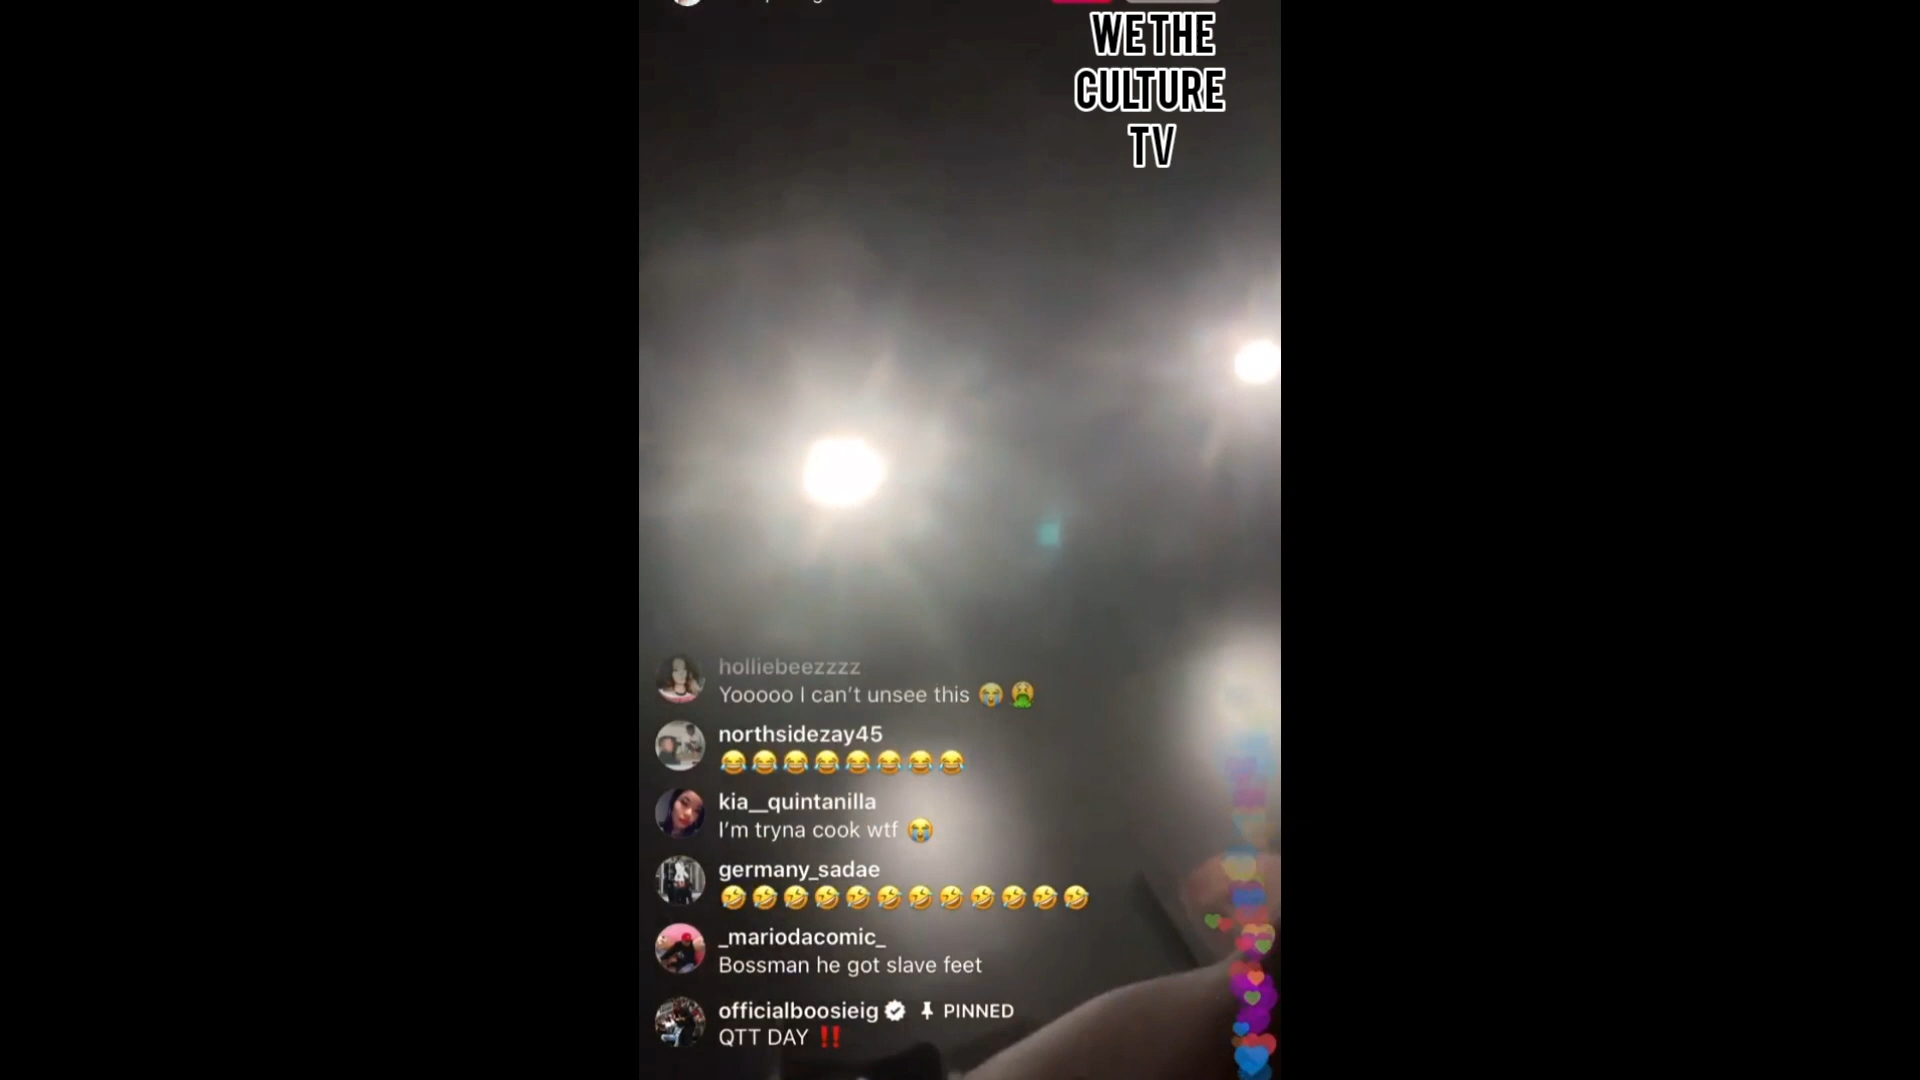 WE THE
CULTURE
TV
holliebeezzzz
Yooooo I can't unsee this 😭 🤮
northsidezay45
😂😂😂😂😂😂😂😂
kia__quintanilla
I'm tryna cook wtf 😭
germany_sadae
🤣🤣🤣🤣🤣🤣🤣🤣🤣🤣🤣🤣
_mariodacomic_
Bossman he got slave feet
officialboosieig PINNED
QTT DAY ‼️